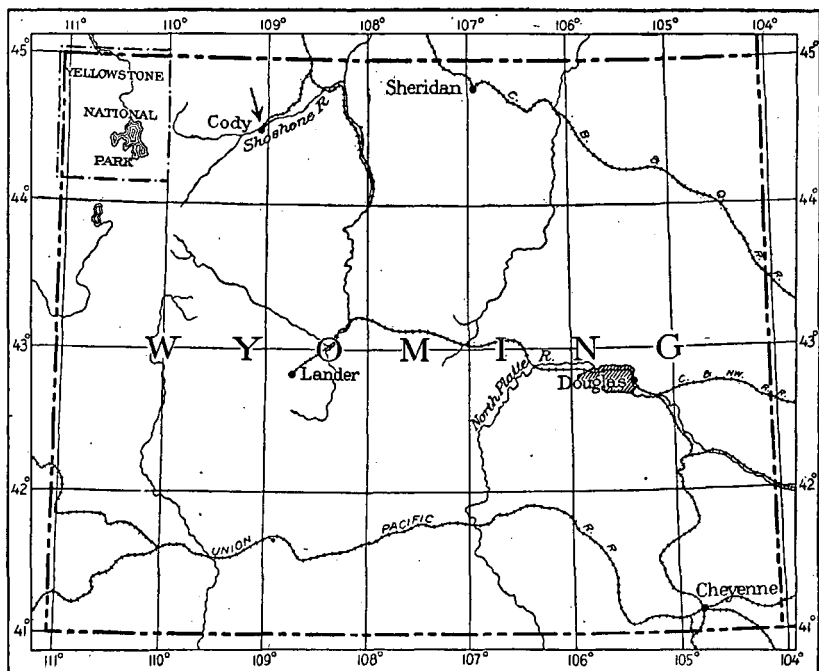 111° 110° 109° 108° 107° 106° 105° 104°
45° 45°
YELLOWSTONE
NATIONAL
PARK
Sheridan
Cody
Shoshone R
C. B. Q. R. R.
44° 44°
43° 43°
WYOMING
Lander
North Platte R.
Douglas
C. & NW. R. R.
42° 42°
UNION PACIFIC R. R
Cheyenne
41° 41°
111° 110° 109° 108° 107° 106° 105° 104°